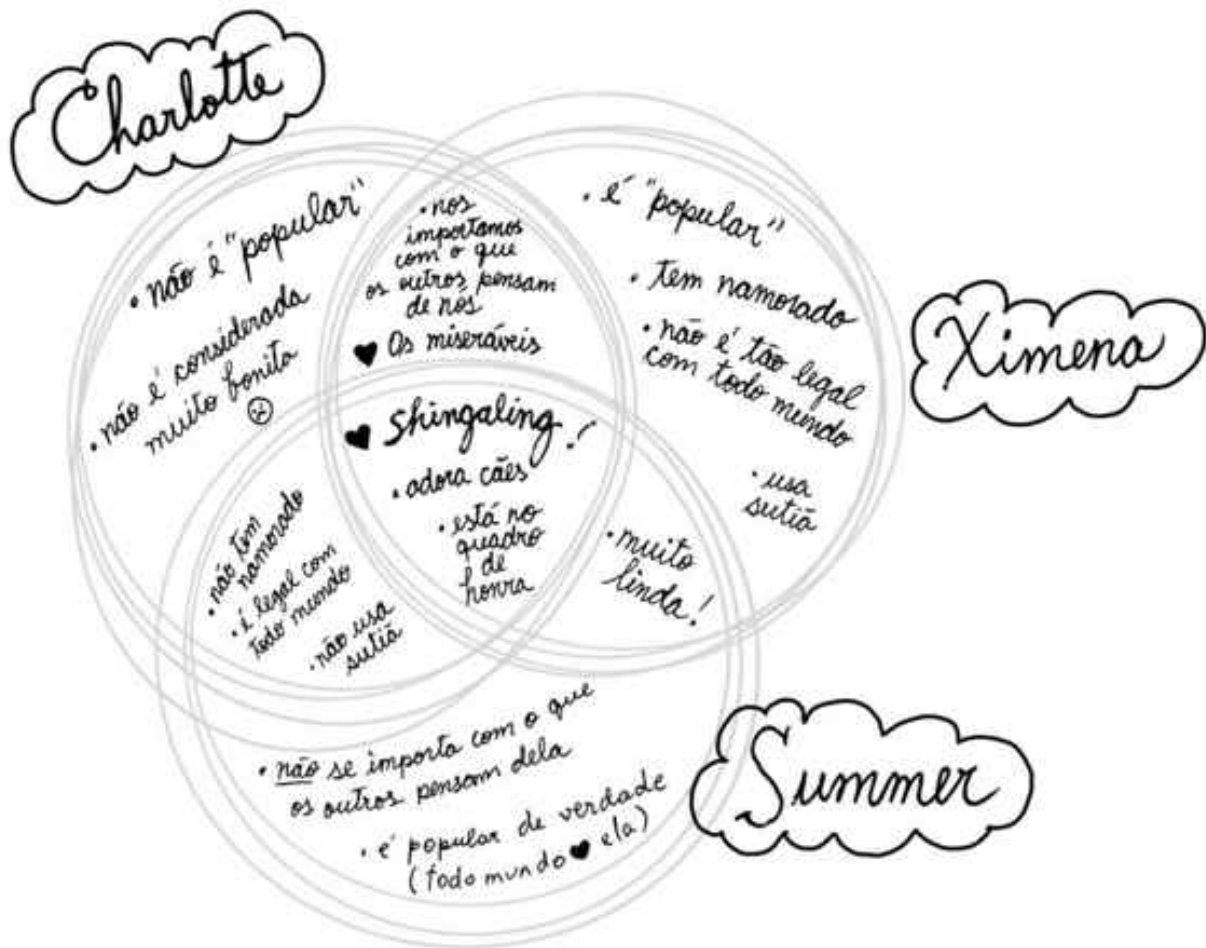 Charlotte
• não é "popular"
• não é considerada
muito bonita
• nos
importamos
com o que
os outros pensam
de nós
♥ Os miseráveis
• é "popular"
• tem namorado
• não é tão legal
com todo mundo
• usa
sutiã
Ximena
♥ Shingaling!
• adora cães
• está no
quadro
de
honra
• não tem
namorado
• é legal com
todo mundo
• não usa
sutiã
• muito
linda!
• não se importa com o que
os outros pensam dela
• é popular de verdade
(todo mundo ♥ ela)
Summer